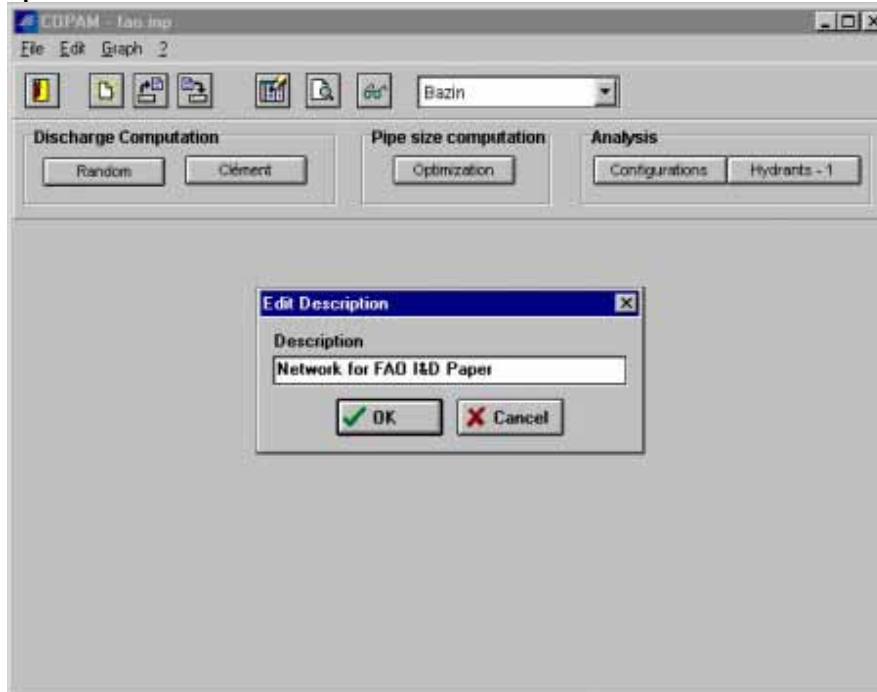 COPAM - fao.inp
File Edit Graph ?
Bazin
Discharge Computation Pipe size computation Analysis
Random Clément Optimization Configurations Hydrants - 1
Edit Description
Description
Network for FAO I&D Paper
OK Cancel